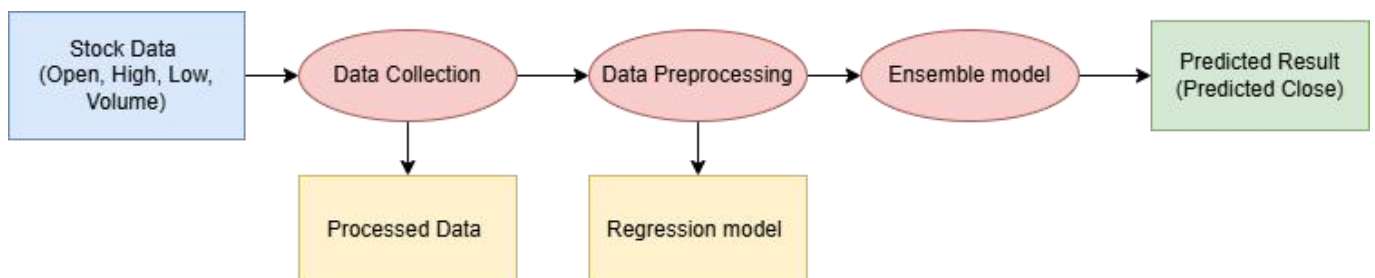 Stock Data
(Open, High, Low,
Volume)
Data Collection
Data Preprocessing
Ensemble model
Predicted Result
(Predicted Close)
Processed Data
Regression model